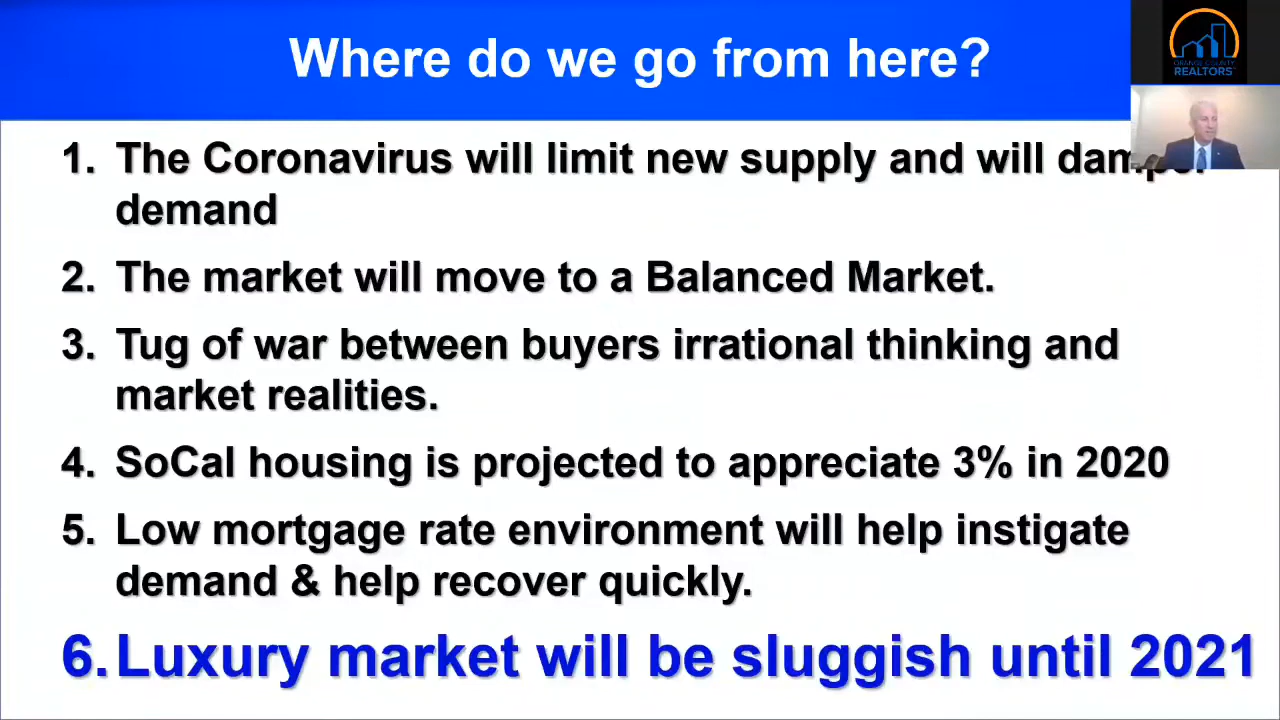 Where do we go from here?
ORANGE COUNTY
REALTORS
1. The Coronavirus will limit new supply and will dampen
demand
2. The market will move to a Balanced Market.
3. Tug of war between buyers irrational thinking and
market realities.
4. SoCal housing is projected to appreciate 3% in 2020
5. Low mortgage rate environment will help instigate
demand & help recover quickly.
6. Luxury market will be sluggish until 2021